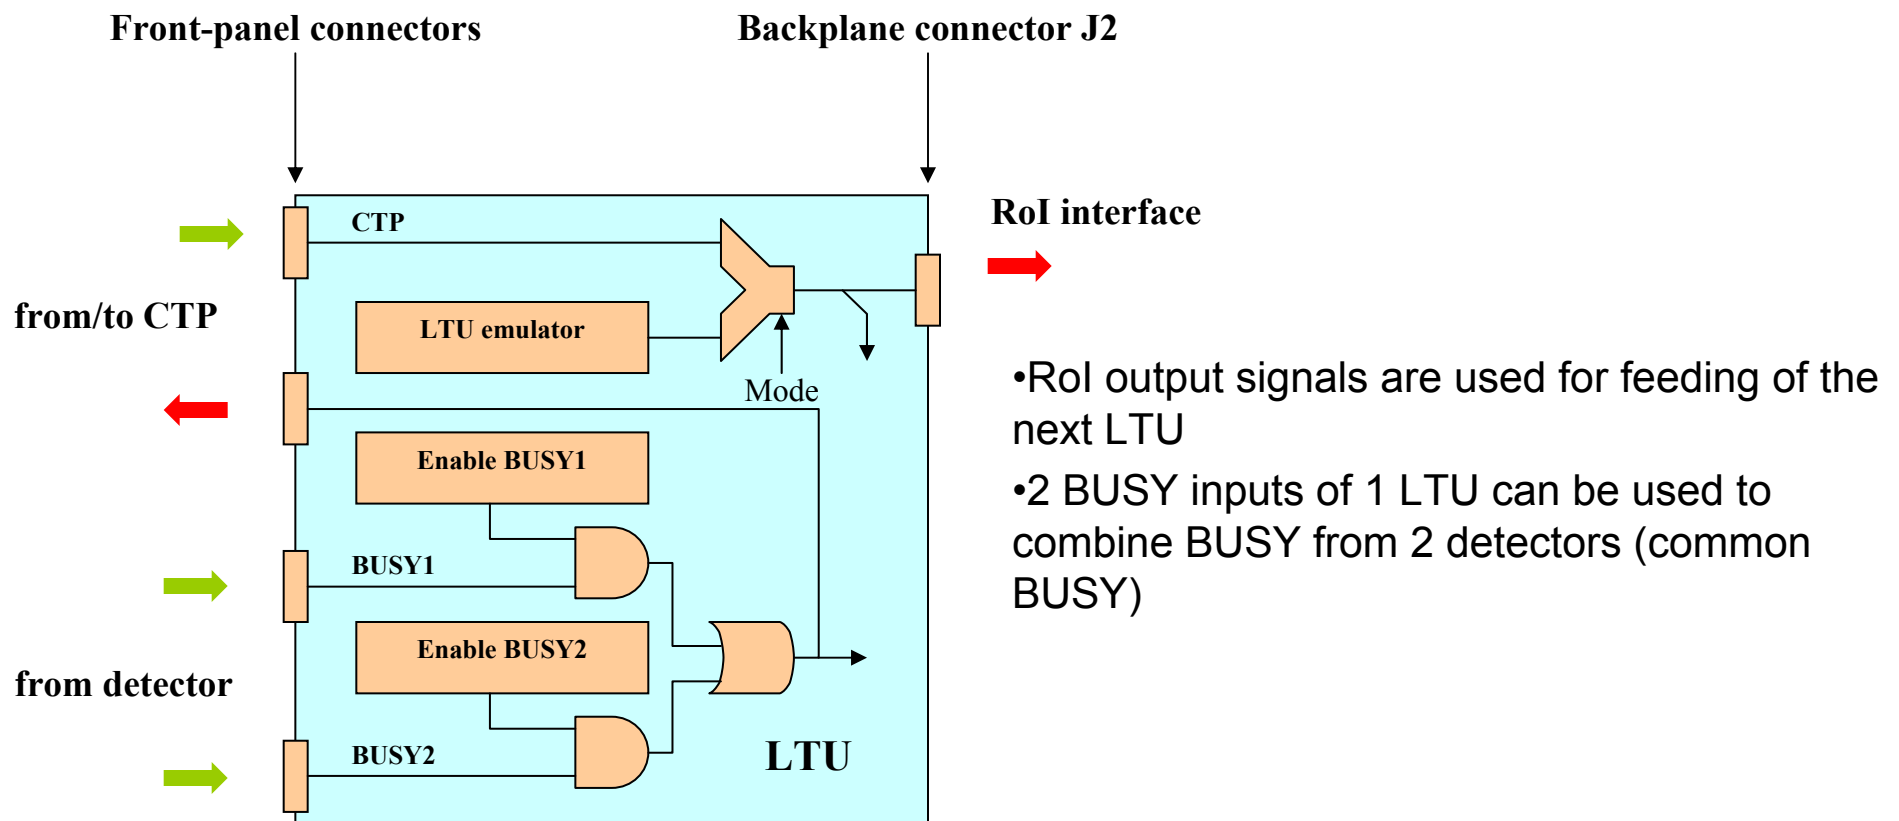 Front-panel connectors
Backplane connector J2
CTP
RoI interface
from/to CTP
LTU emulator
Mode
•RoI output signals are used for feeding of the
next LTU
Enable BUSY1
•2 BUSY inputs of 1 LTU can be used to
combine BUSY from 2 detectors (common
BUSY)
BUSY1
Enable BUSY2
from detector
BUSY2
LTU